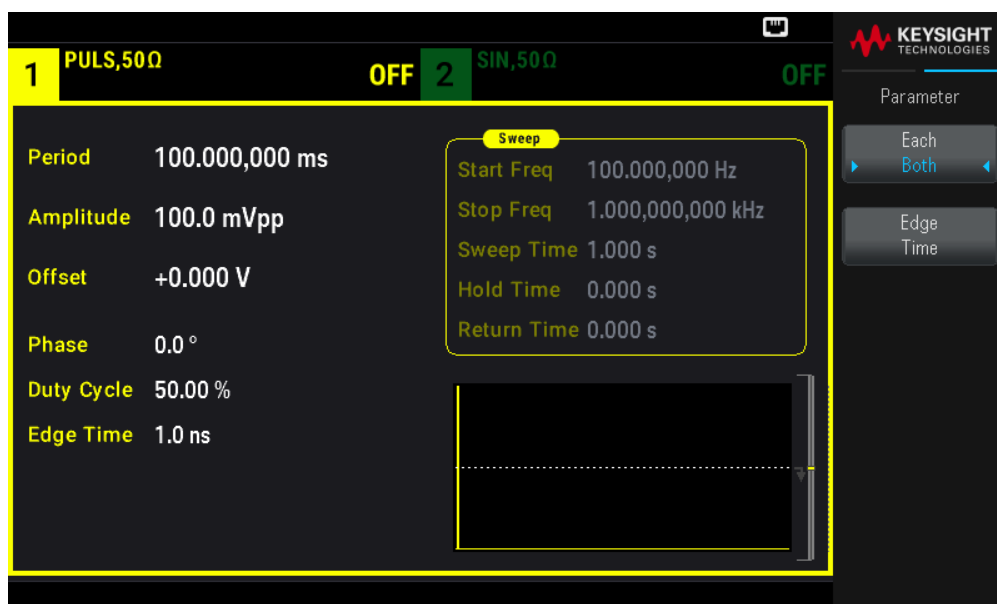 KEYSIGHT
TECHNOLOGIES
1 PULS,50Ω OFF
2 SIN,50Ω OFF
Period 100.000,000 ms
Amplitude 100.0 mVpp
Offset +0.000 V
Phase 0.0 °
Duty Cycle 50.00 %
Edge Time 1.0 ns
Sweep
Start Freq 100.000,000 Hz
Stop Freq 1.000,000,000 kHz
Sweep Time 1.000 s
Hold Time 0.000 s
Return Time 0.000 s
Parameter
Each
Both
Edge
Time